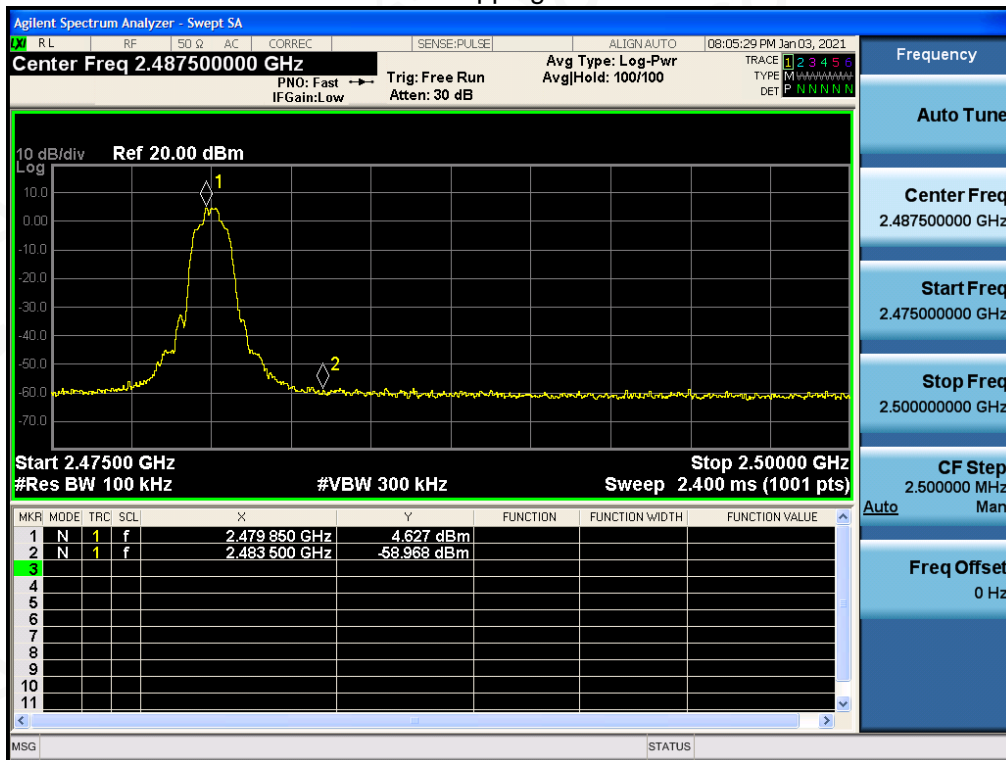 Agilent Spectrum Analyzer - Swept SA
LXI RL RF 50 Ω AC CORREC SENSE:PULSE ALIGN AUTO 08:05:29 PM Jan 03, 2021
Center Freq 2.487500000 GHz
PNO: Fast
IFGain:Low
Trig: Free Run
Atten: 30 dB
Avg Type: Log-Pwr
Avg|Hold: 100/100
TRACE 1 2 3 4 5 6
TYPE M
DET P N N N N N
10 dB/div Ref 20.00 dBm
Log
10.0
0.00
-10.0
-20.0
-30.0
-40.0
-50.0
-60.0
-70.0
1
2
Start 2.47500 GHz Stop 2.50000 GHz
#Res BW 100 kHz #VBW 300 kHz Sweep 2.400 ms (1001 pts)
MKR MODE TRC SCL X Y FUNCTION FUNCTION WIDTH FUNCTION VALUE
1 N 1 f 2.479 850 GHz 4.627 dBm
2 N 1 f 2.483 500 GHz -58.968 dBm
3
4
5
6
7
8
9
10
11
MSG STATUS
Frequency
Auto Tune
Center Freq
2.487500000 GHz
Start Freq
2.475000000 GHz
Stop Freq
2.500000000 GHz
CF Step
2.500000 MHz
Auto Man
Freq Offset
0 Hz